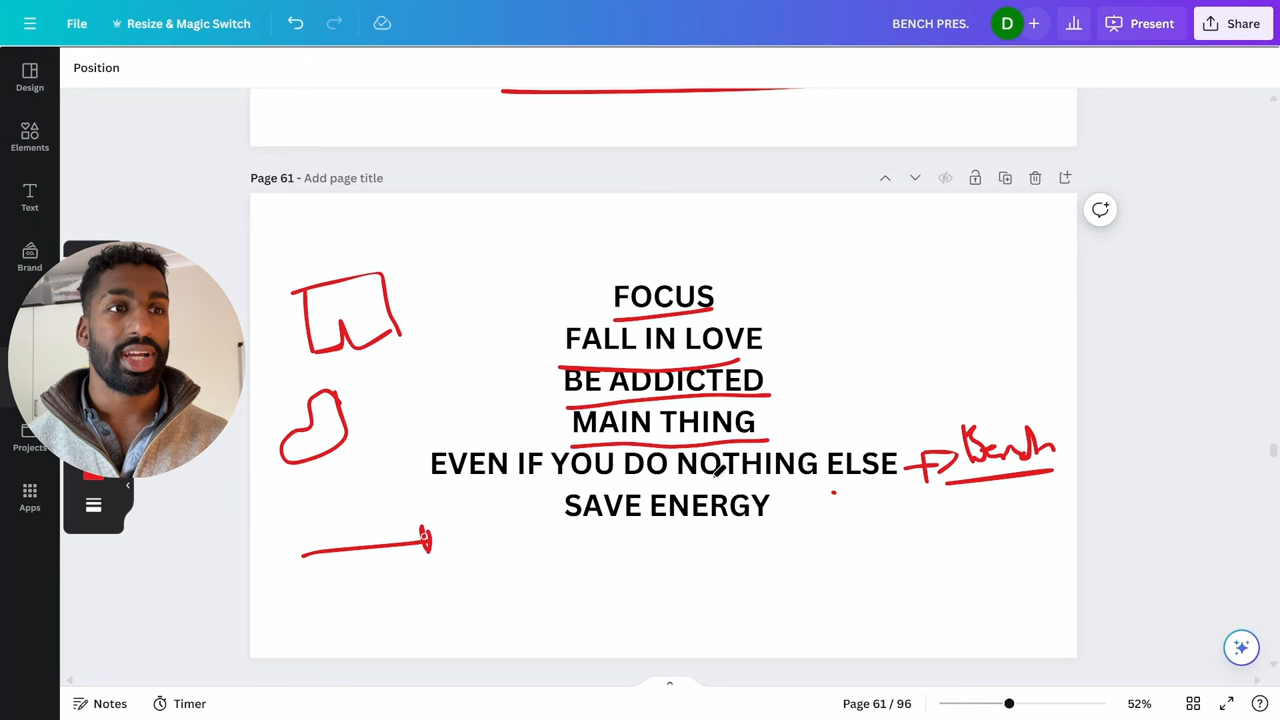 File
Resize & Magic Switch
BENCH PRES.
D
Present
Share
Position
Design
Elements
Text
Brand
Projects
Apps
Page 61 - Add page title
FOCUS
FALL IN LOVE
BE ADDICTED
MAIN THING
EVEN IF YOU DO NOTHING ELSE
Bench
SAVE ENERGY
Notes
Timer
Page 61 / 96
52%